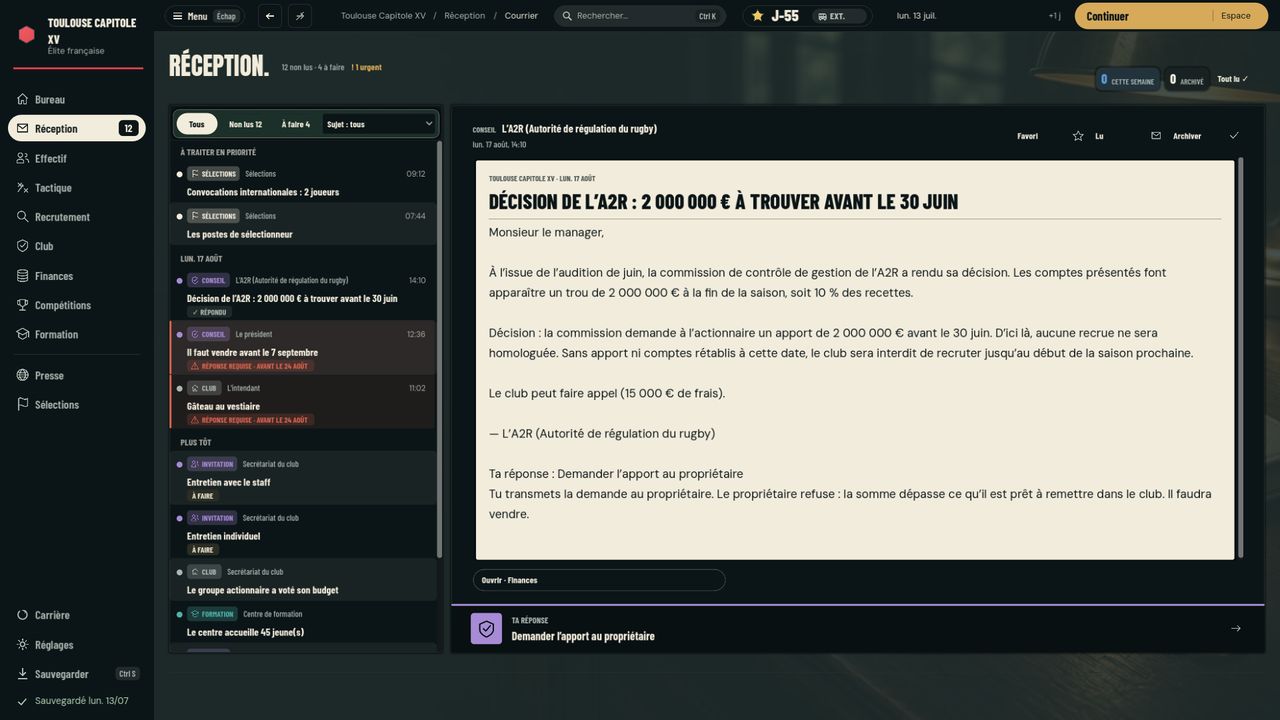 TOULOUSE CAPITOLE XV
Élite française
Bureau
Réception 12
Effectif
Tactique
Recrutement
Club
Finances
Compétitions
Formation
Presse
Sélections
Carrière
Réglages
Sauvegarder Ctrl S
Sauvegardé lun. 13/07
Menu Échap
Toulouse Capitole XV / Réception / Courrier
Rechercher... Ctrl K
J-55 EXT.
lun. 13 juil.
+1 j
Continuer Espace
RÉCEPTION.
12 non lus · 4 à faire ! 1 urgent
0 CETTE SEMAINE
0 ARCHIVÉ
Tout lu ✓
Tous Non lus 12 À faire 4 Sujet : tous
À TRAITER EN PRIORITÉ
SÉLECTIONS Sélections 09:12
Convocations internationales : 2 joueurs
SÉLECTIONS Sélections 07:44
Les postes de sélectionneur
LUN. 17 AOÛT
CONSEIL L'A2R (Autorité de régulation du rugby) 14:10
Décision de l'A2R : 2 000 000 € à trouver avant le 30 juin
✓ RÉPONDU
CONSEIL Le président 12:36
Il faut vendre avant le 7 septembre
RÉPONSE REQUISE · AVANT LE 24 AOÛT
CLUB L'intendant 11:02
Gâteau au vestiaire
RÉPONSE REQUISE · AVANT LE 24 AOÛT
PLUS TÔT
INVITATION Secrétariat du club
Entretien avec le staff
À FAIRE
INVITATION Secrétariat du club
Entretien individuel
À FAIRE
CLUB Secrétariat du club
Le groupe actionnaire a voté son budget
FORMATION Centre de formation
Le centre accueille 45 jeune(s)
CONSEIL L'A2R (Autorité de régulation du rugby)
lun. 17 août, 14:10
Favori Lu Archiver
TOULOUSE CAPITOLE XV · LUN. 17 AOÛT
DÉCISION DE L'A2R : 2 000 000 € À TROUVER AVANT LE 30 JUIN
Monsieur le manager,
À l'issue de l'audition de juin, la commission de contrôle de gestion de l'A2R a rendu sa décision. Les comptes présentés font
apparaître un trou de 2 000 000 € à la fin de la saison, soit 10 % des recettes.
Décision : la commission demande à l'actionnaire un apport de 2 000 000 € avant le 30 juin. D'ici là, aucune recrue ne sera
homologuée. Sans apport ni comptes rétablis à cette date, le club sera interdit de recruter jusqu'au début de la saison prochaine.
Le club peut faire appel (15 000 € de frais).
— L'A2R (Autorité de régulation du rugby)
Ta réponse : Demander l'apport au propriétaire
Tu transmets la demande au propriétaire. Le propriétaire refuse : la somme dépasse ce qu'il est prêt à remettre dans le club. Il faudra
vendre.
Ouvrir · Finances
TA RÉPONSE
Demander l'apport au propriétaire